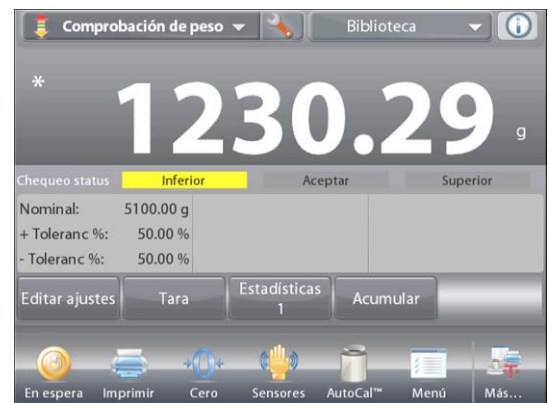 Comprobación de peso
Biblioteca
*
1230.29 g
Chequeo status Inferior Aceptar Superior
Nominal: 5100.00 g
+ Toleranc %: 50.00 %
- Toleranc %: 50.00 %
Editar ajustes
Tara
Estadísticas
1
Acumular
En espera
Imprimir
Cero
Sensores
AutoCal™
Menú
Más...